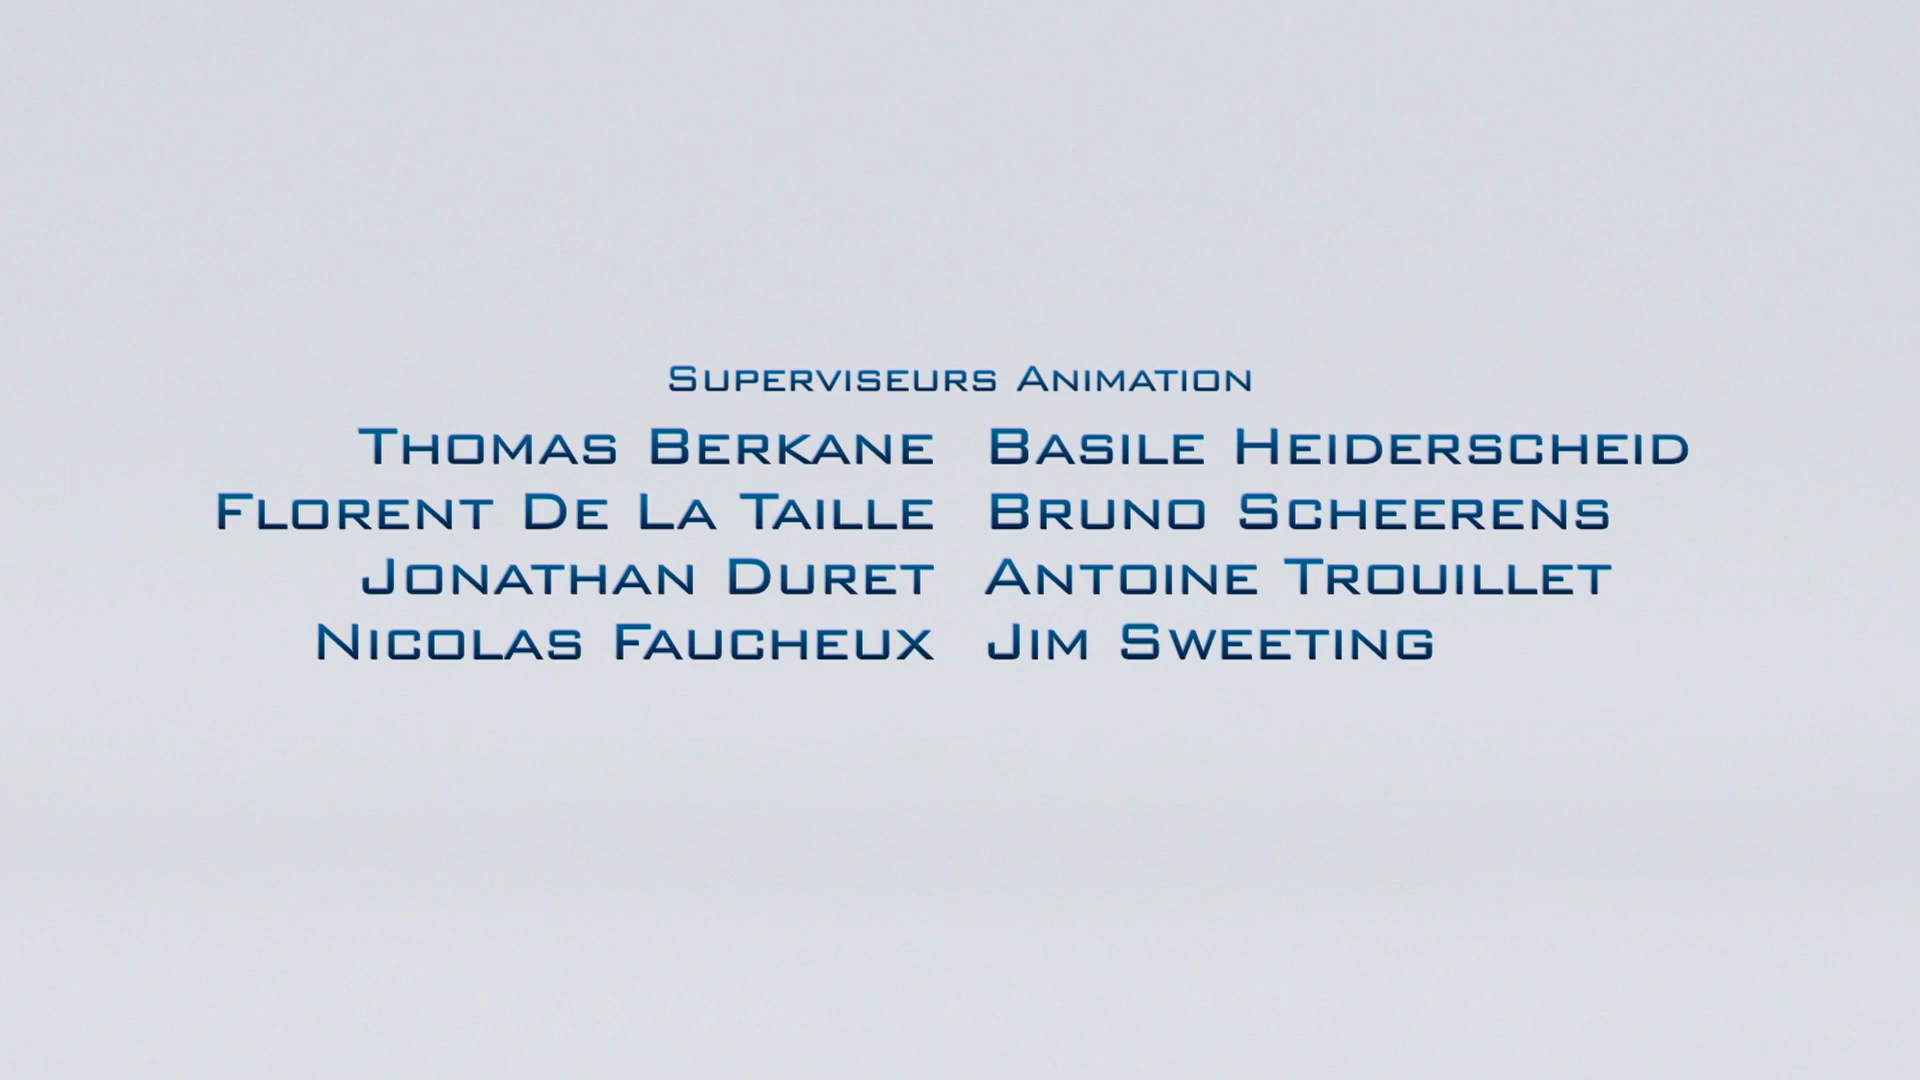 Superviseurs Animation
Thomas Berkane Basile Heiderscheid
Florent De La Taille Bruno Scheerens
Jonathan Duret Antoine Trouillet
Nicolas Faucheux Jim Sweeting